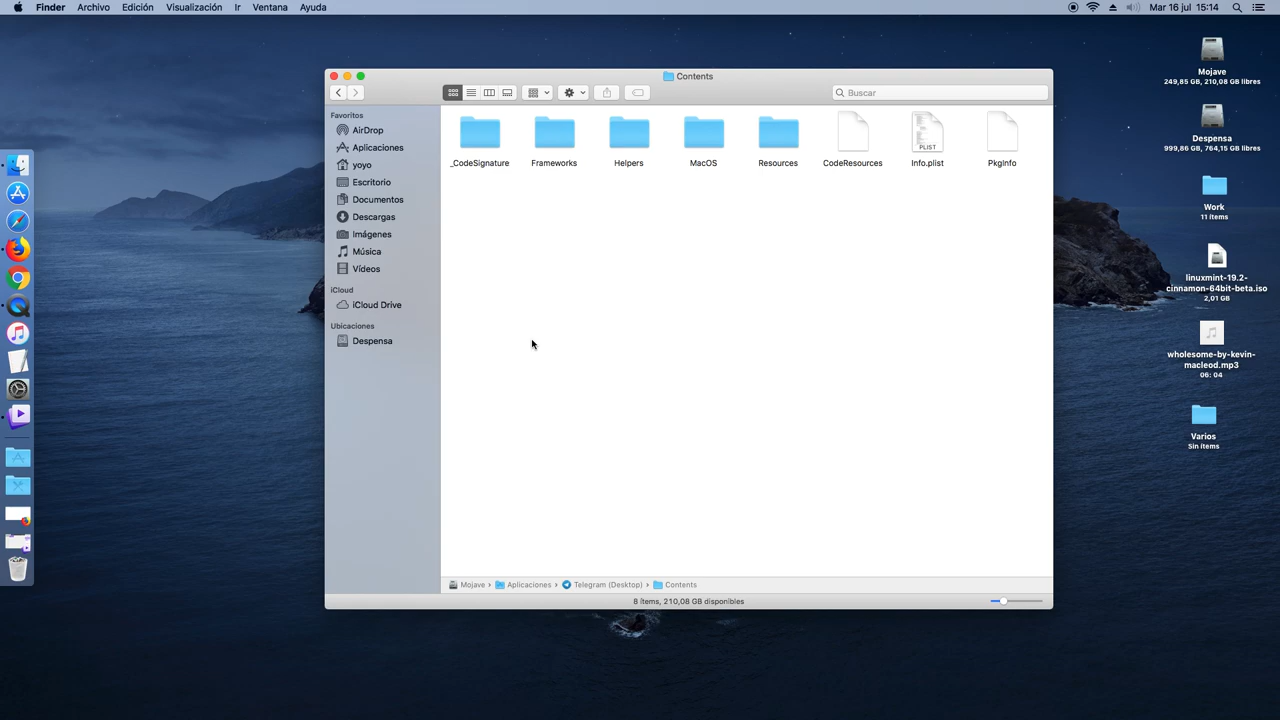 Finder Archivo Edición Visualización Ir Ventana Ayuda Mar 16 jul 15:14
Contents
Buscar
Favoritos
AirDrop
Aplicaciones
yoyo
Escritorio
Documentos
Descargas
Imágenes
Música
Vídeos
iCloud
iCloud Drive
Ubicaciones
Despensa
PLIST
_CodeSignature Frameworks Helpers MacOS Resources CodeResources Info.plist PkgInfo
Mojave › Aplicaciones › Telegram (Desktop) › Contents
8 ítems, 210,08 GB disponibles
Mojave
249,85 GB, 210,08 GB libres
Despensa
999,86 GB, 764,15 GB libres
Work
11 ítems
linuxmint-19.2-
cinnamon-64bit-beta.iso
2,01 GB
wholesome-by-kevin-
macleod.mp3
06: 04
Varios
Sin ítems